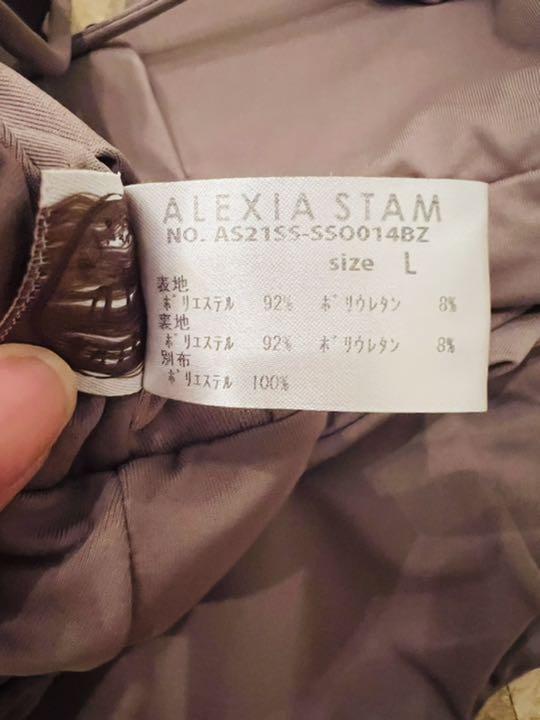 ALEXIA STAM
NO. AS21SS-SSO014BZ
size L
表地
ポリエステル 92% ポリウレタン 8%
裏地
ポリエステル 92% ポリウレタン 8%
別布
ポリエステル 100%